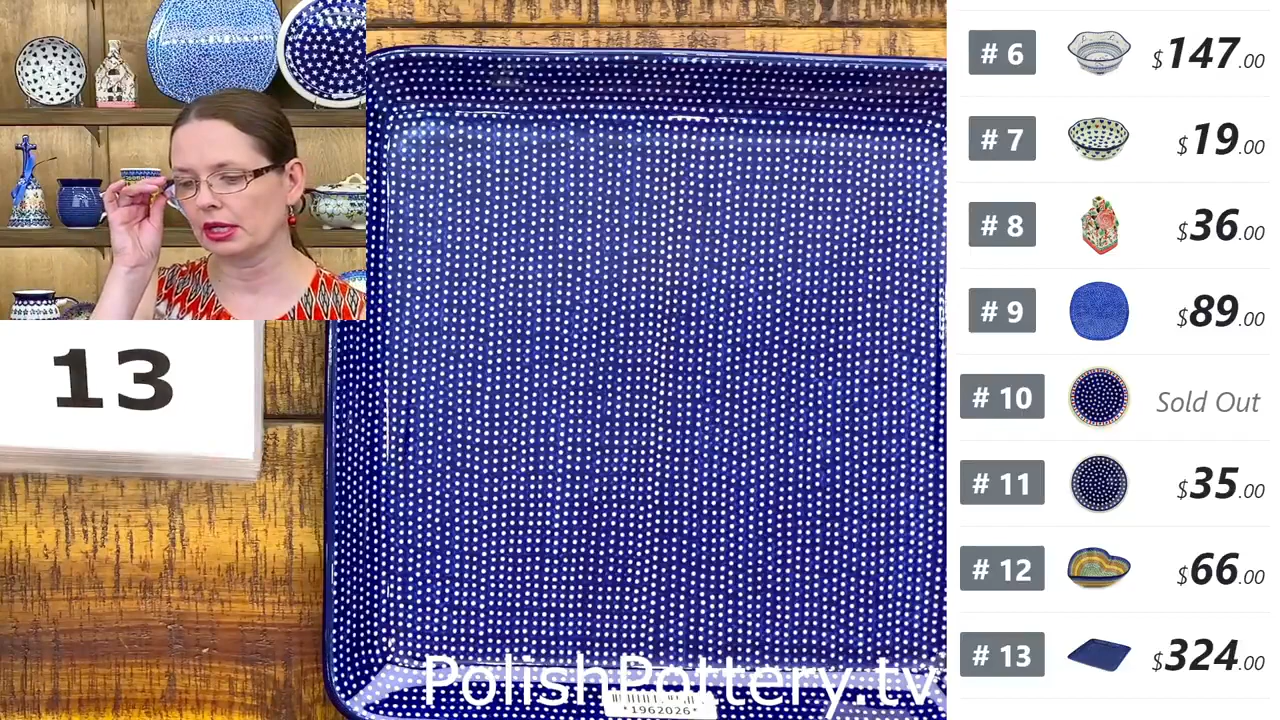 13
PolishPottery.tv
*1962026*
# 6 $147.00
# 7 $19.00
# 8 $36.00
# 9 $89.00
# 10 Sold Out
# 11 $35.00
# 12 $66.00
# 13 $324.00